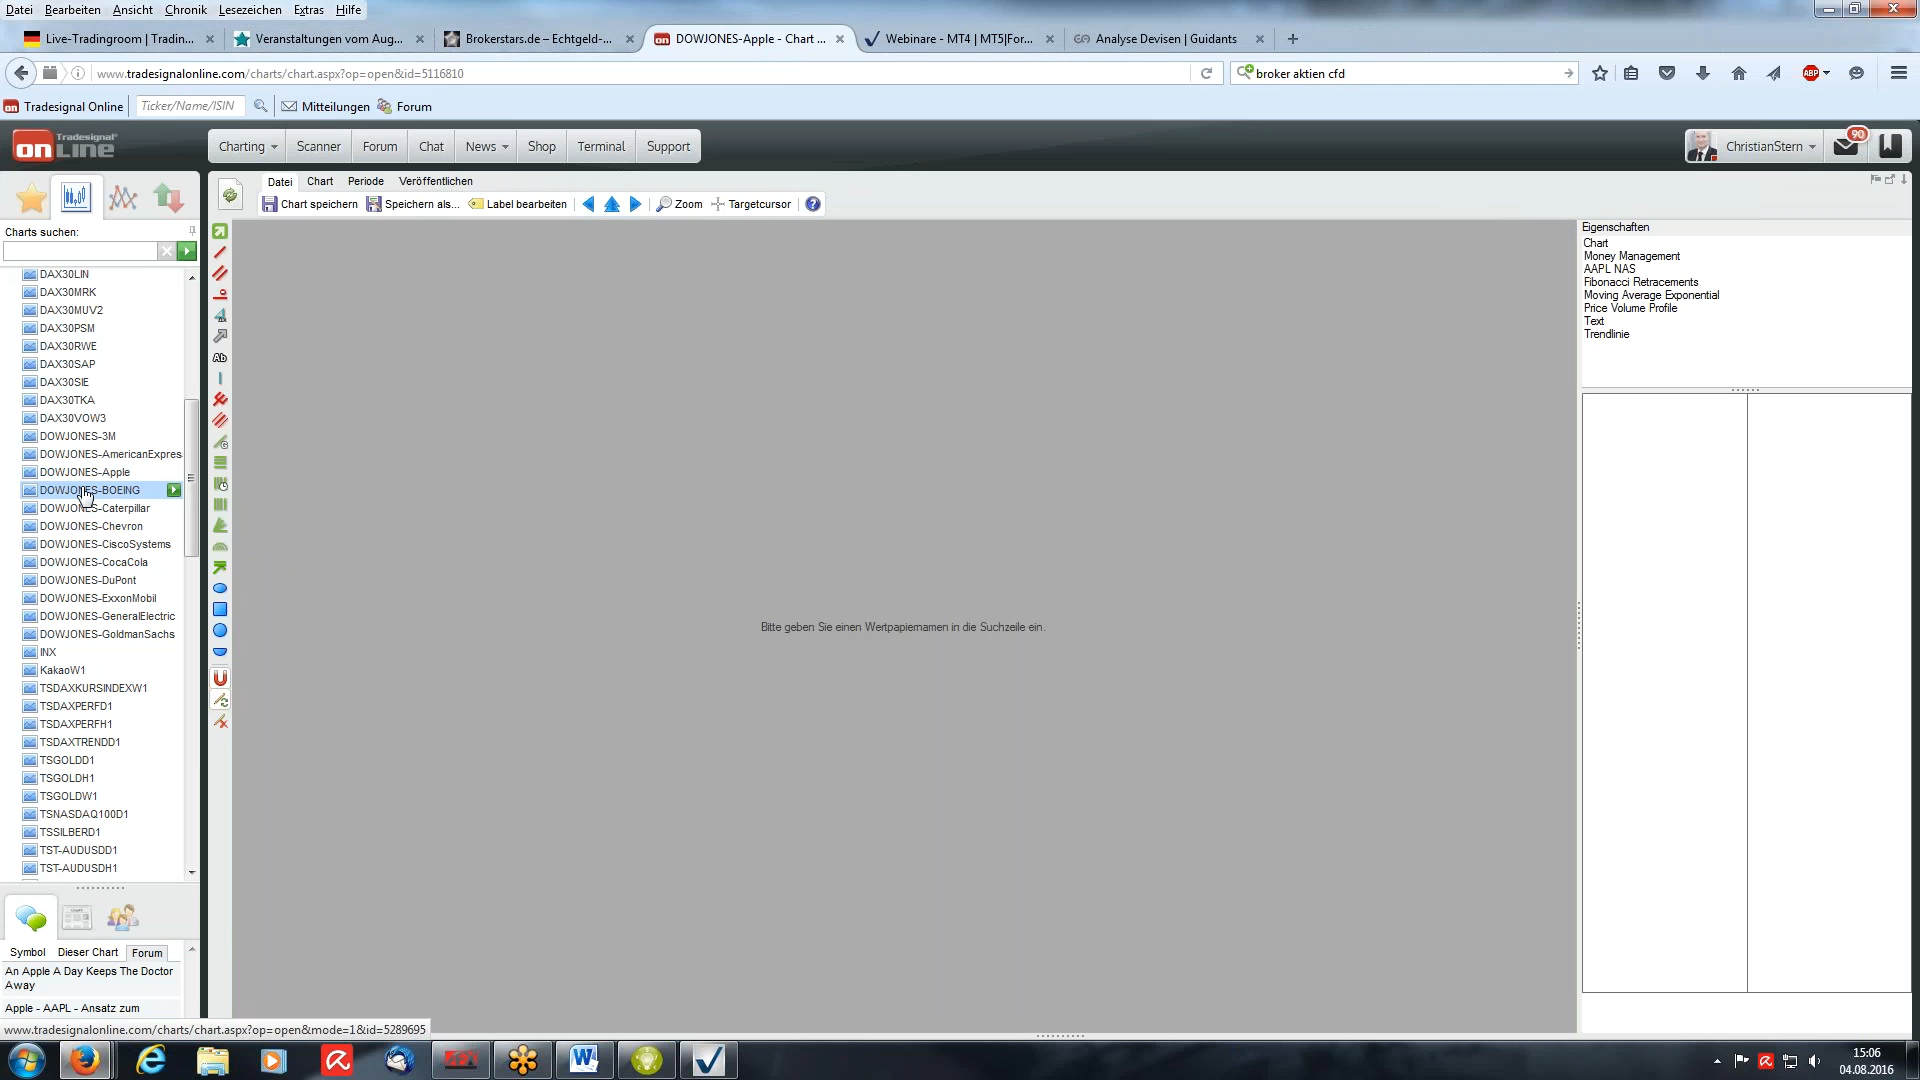 Datei Bearbeiten Ansicht Chronik Lesezeichen Extras Hilfe
Live-Tradingroom | Tradin... Veranstaltungen vom Aug... Brokerstars.de – Echtgeld-... DOWJONES-Apple - Chart ... Webinare - MT4 | MT5|For... Analyse Devisen | Guidants
www.tradesignalonline.com/charts/chart.aspx?op=open&id=5116810 broker aktien cfd ABP
Tradesignal Online Ticker/Name/ISIN Mitteilungen Forum
Tradesignal® on LINE Charting Scanner Forum Chat News Shop Terminal Support ChristianStern 90
Datei Chart Periode Veröffentlichen
Chart speichern Speichern als... Label bearbeiten Zoom Targetcursor
Charts suchen:
DAX30LIN
DAX30MRK
DAX30MUV2
DAX30PSM
DAX30RWE
DAX30SAP
DAX30SIE
DAX30TKA
DAX30VOW3
DOWJONES-3M
DOWJONES-AmericanExpres
DOWJONES-Apple
DOWJONES-BOEING
DOWJONES-Caterpillar
DOWJONES-Chevron
DOWJONES-CiscoSystems
DOWJONES-CocaCola
DOWJONES-DuPont
DOWJONES-ExxonMobil
DOWJONES-GeneralElectric
DOWJONES-GoldmanSachs
INX
KakaoW1
TSDAXKURSINDEXW1
TSDAXPERFD1
TSDAXPERFH1
TSDAXTRENDD1
TSGOLDD1
TSGOLDH1
TSGOLDW1
TSNASDAQ100D1
TSSILBERD1
TST-AUDUSDD1
TST-AUDUSDH1
Ab
Bitte geben Sie einen Wertpapiernamen in die Suchzeile ein.
Eigenschaften
Chart
Money Management
AAPL NAS
Fibonacci Retracements
Moving Average Exponential
Price Volume Profile
Text
Trendlinie
Symbol Dieser Chart Forum
An Apple A Day Keeps The Doctor
Away
Apple - AAPL - Ansatz zum
www.tradesignalonline.com/charts/chart.aspx?op=open&mode=1&id=5289695
15:06
04.08.2016